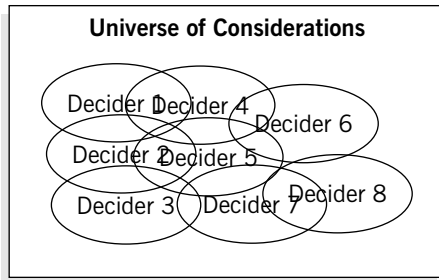 Universe of Considerations
Decider 1
Decider 4
Decider 6
Decider 2
Decider 5
Decider 3
Decider 7
Decider 8